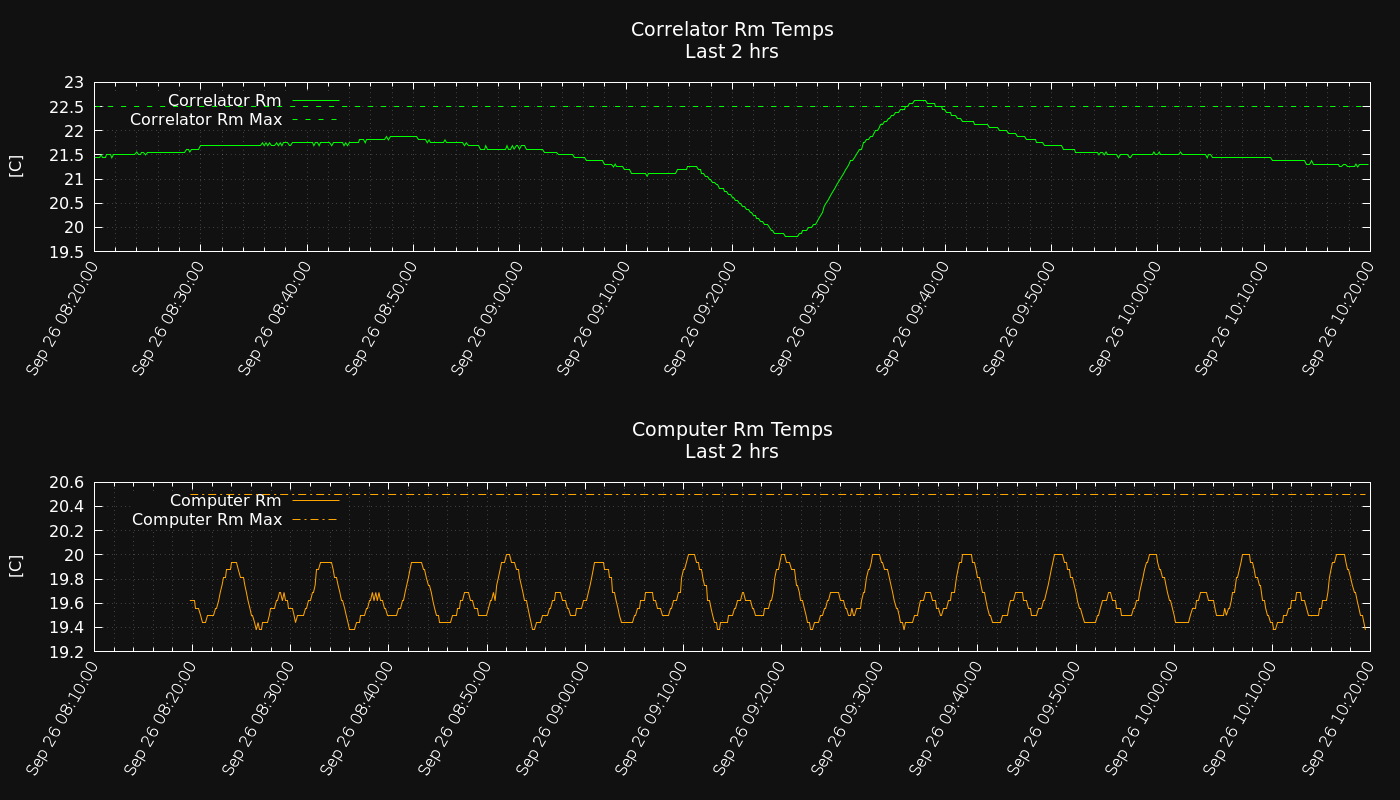 Correlator Rm Temps
Last 2 hrs
23
22.5
22
21.5
21
20.5
20
19.5
[C]
Correlator Rm
Correlator Rm Max
Sep 26 08:20:00
Sep 26 08:30:00
Sep 26 08:40:00
Sep 26 08:50:00
Sep 26 09:00:00
Sep 26 09:10:00
Sep 26 09:20:00
Sep 26 09:30:00
Sep 26 09:40:00
Sep 26 09:50:00
Sep 26 10:00:00
Sep 26 10:10:00
Sep 26 10:20:00
Computer Rm Temps
Last 2 hrs
20.6
20.4
20.2
20
19.8
19.6
19.4
19.2
[C]
Computer Rm
Computer Rm Max
Sep 26 08:10:00
Sep 26 08:20:00
Sep 26 08:30:00
Sep 26 08:40:00
Sep 26 08:50:00
Sep 26 09:00:00
Sep 26 09:10:00
Sep 26 09:20:00
Sep 26 09:30:00
Sep 26 09:40:00
Sep 26 09:50:00
Sep 26 10:00:00
Sep 26 10:10:00
Sep 26 10:20:00